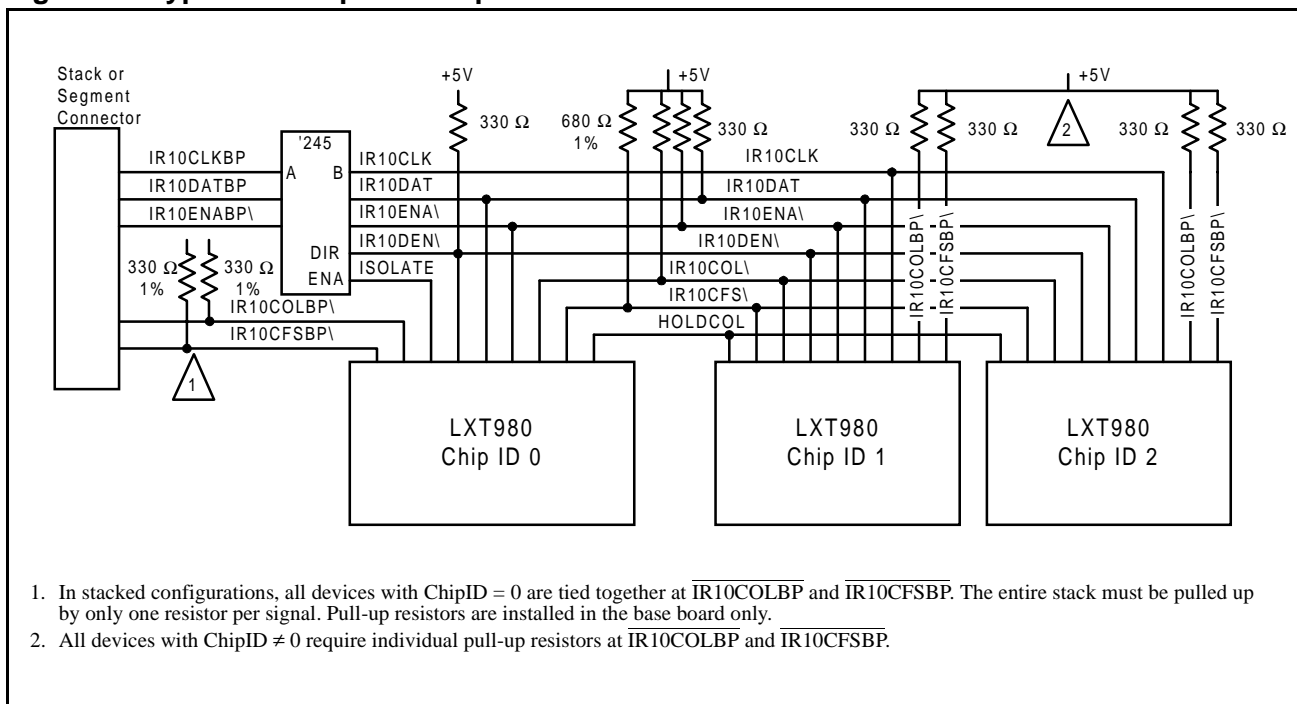 Stack or
Segment
Connector
+5V
+5V
+5V
330 Ω
680 Ω
1%
330 Ω
330 Ω
330 Ω
2
330 Ω
330 Ω
'245
A B
DIR
ENA
IR10CLKBP
IR10DATBP
IR10ENABP\
IR10CLK
IR10DAT
IR10ENA\
IR10DEN\
ISOLATE
IR10CLK
IR10DAT
IR10ENA\
IR10DEN\
IR10COL\
IR10CFS\
HOLDCOL
330 Ω
1%
330 Ω
1%
IR10COLBP\
IR10CFSBP\
1
IR10COLBP\
IR10CFSBP\
IR10COLBP\
IR10CFSBP\
LXT980
Chip ID 0
LXT980
Chip ID 1
LXT980
Chip ID 2
1. In stacked configurations, all devices with ChipID = 0 are tied together at IR10COLBP and IR10CFSBP. The entire stack must be pulled up
by only one resistor per signal. Pull-up resistors are installed in the base board only.
2. All devices with ChipID ≠ 0 require individual pull-up resistors at IR10COLBP and IR10CFSBP.